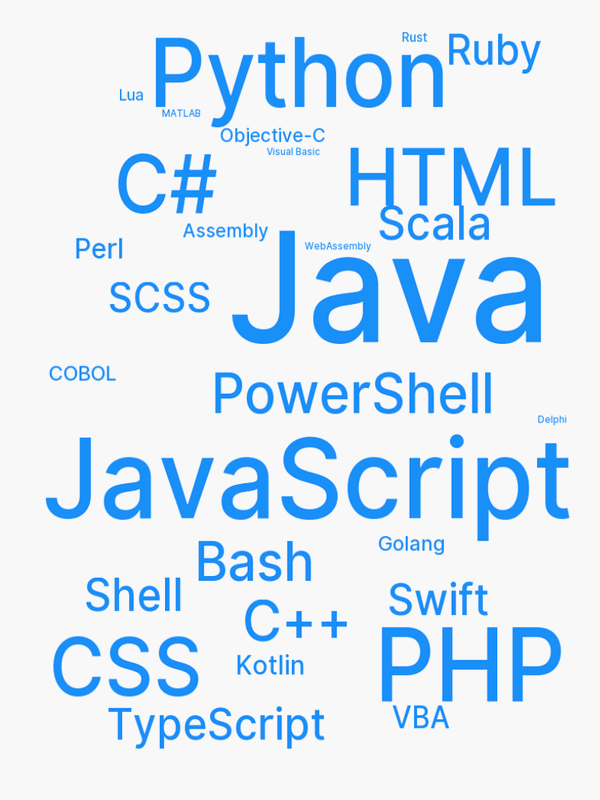 Rust
Ruby
Python
Lua
MATLAB
Objective-C
Visual Basic
HTML
C#
Scala
Assembly
WebAssembly
Perl
Java
SCSS
COBOL
PowerShell
Delphi
JavaScript
Golang
Bash
Shell
Swift
C++
CSS
Kotlin
PHP
VBA
TypeScript